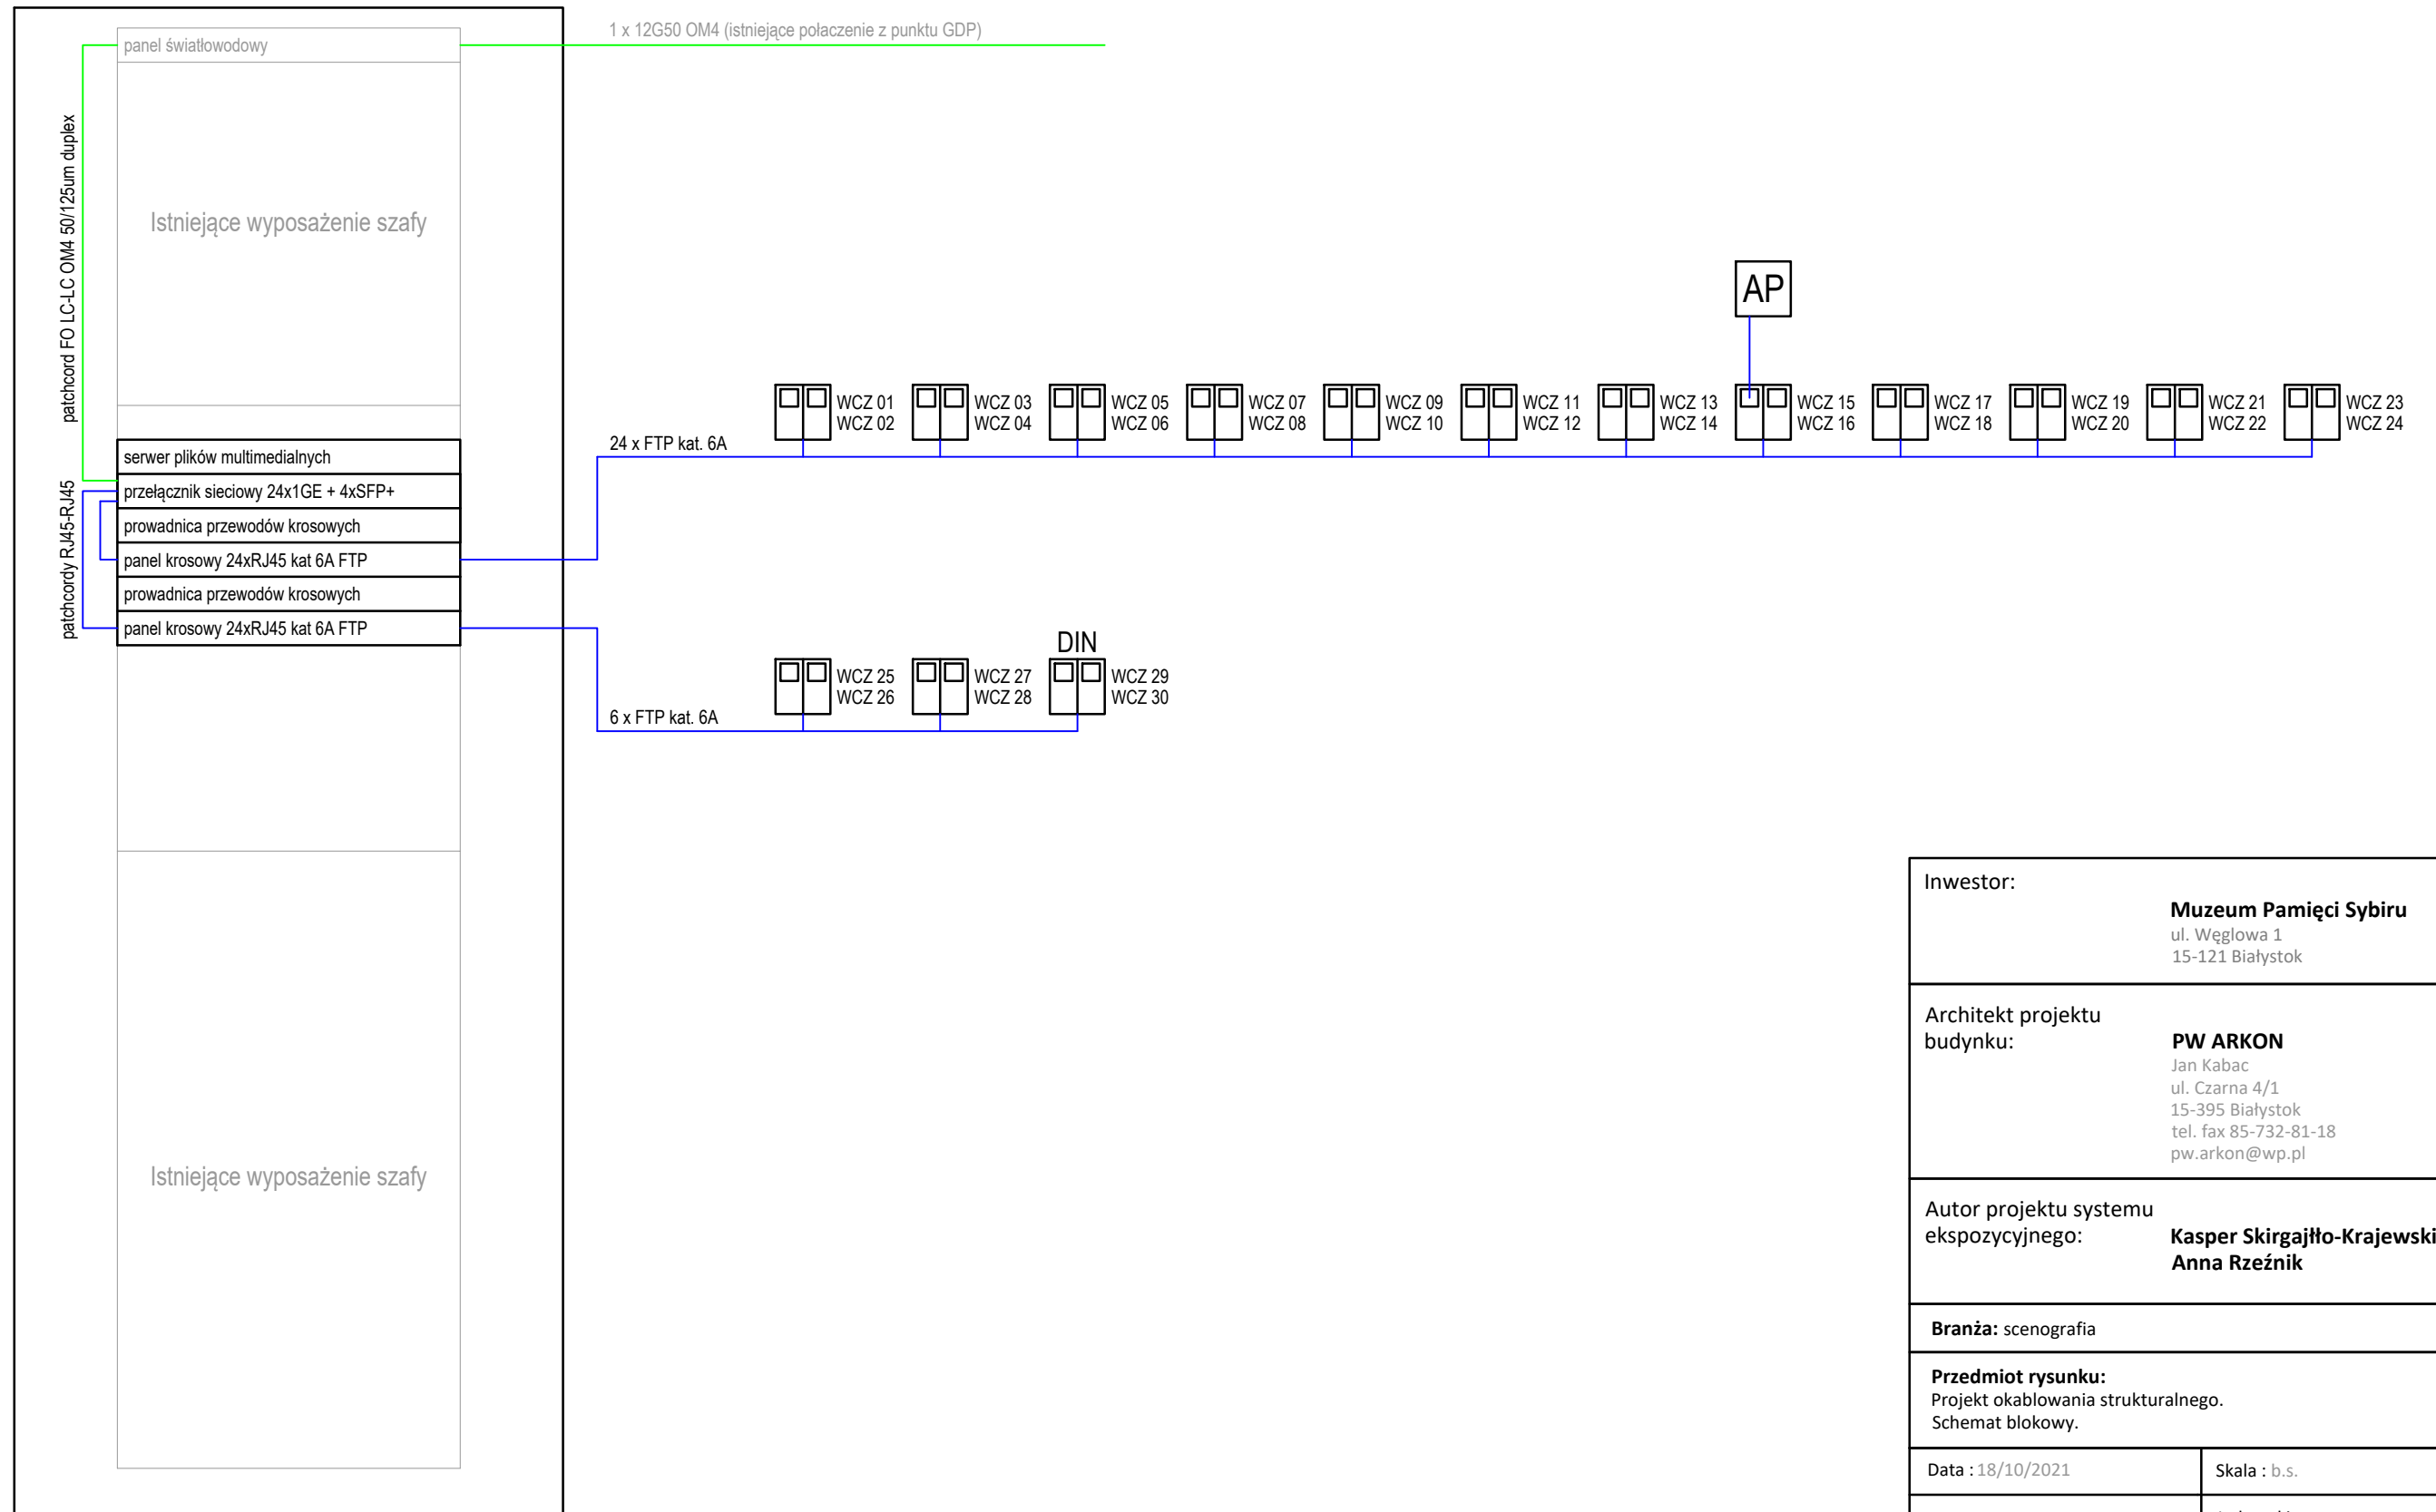 1 x 12G50 OM4 (istniejące połaczenie z punktu GDP)
panel światłowodowy
patchcord FO LC-LC OM4 50/125um duplex
Istniejące wyposażenie szafy
AP
WCZ 01
WCZ 02
WCZ 03
WCZ 04
WCZ 05
WCZ 06
WCZ 07
WCZ 08
WCZ 09
WCZ 10
WCZ 11
WCZ 12
WCZ 13
WCZ 14
WCZ 15
WCZ 16
WCZ 17
WCZ 18
WCZ 19
WCZ 20
WCZ 21
WCZ 22
WCZ 23
WCZ 24
24 x FTP kat. 6A
serwer plików multimedialnych
przełącznik sieciowy 24x1GE + 4xSFP+
prowadnica przewodów krosowych
panel krosowy 24xRJ45 kat 6A FTP
prowadnica przewodów krosowych
panel krosowy 24xRJ45 kat 6A FTP
patchcordy RJ45-RJ45
DIN
WCZ 25
WCZ 26
WCZ 27
WCZ 28
WCZ 29
WCZ 30
6 x FTP kat. 6A
Istniejące wyposażenie szafy
Inwestor:
Muzeum Pamięci Sybiru
ul. Węglowa 1
15-121 Białystok
Architekt projektu
budynku:
PW ARKON
Jan Kabac
ul. Czarna 4/1
15-395 Białystok
tel. fax 85-732-81-18
pw.arkon@wp.pl
Autor projektu systemu
ekspozycyjnego:
Kasper Skirgajłło-Krajewski
Anna Rzeźnik
Branża: scenografia
Przedmiot rysunku:
Projekt okablowania strukturalnego.
Schemat blokowy.
Data : 18/10/2021
Skala : b.s.